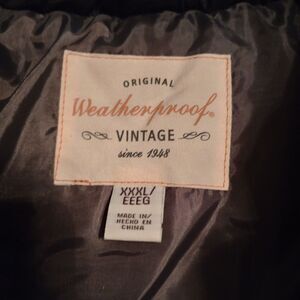 ORIGINAL
Weatherproof®
VINTAGE
since 1948
XXXL/
EEEG
MADE IN/
HECHO EN
CHINA